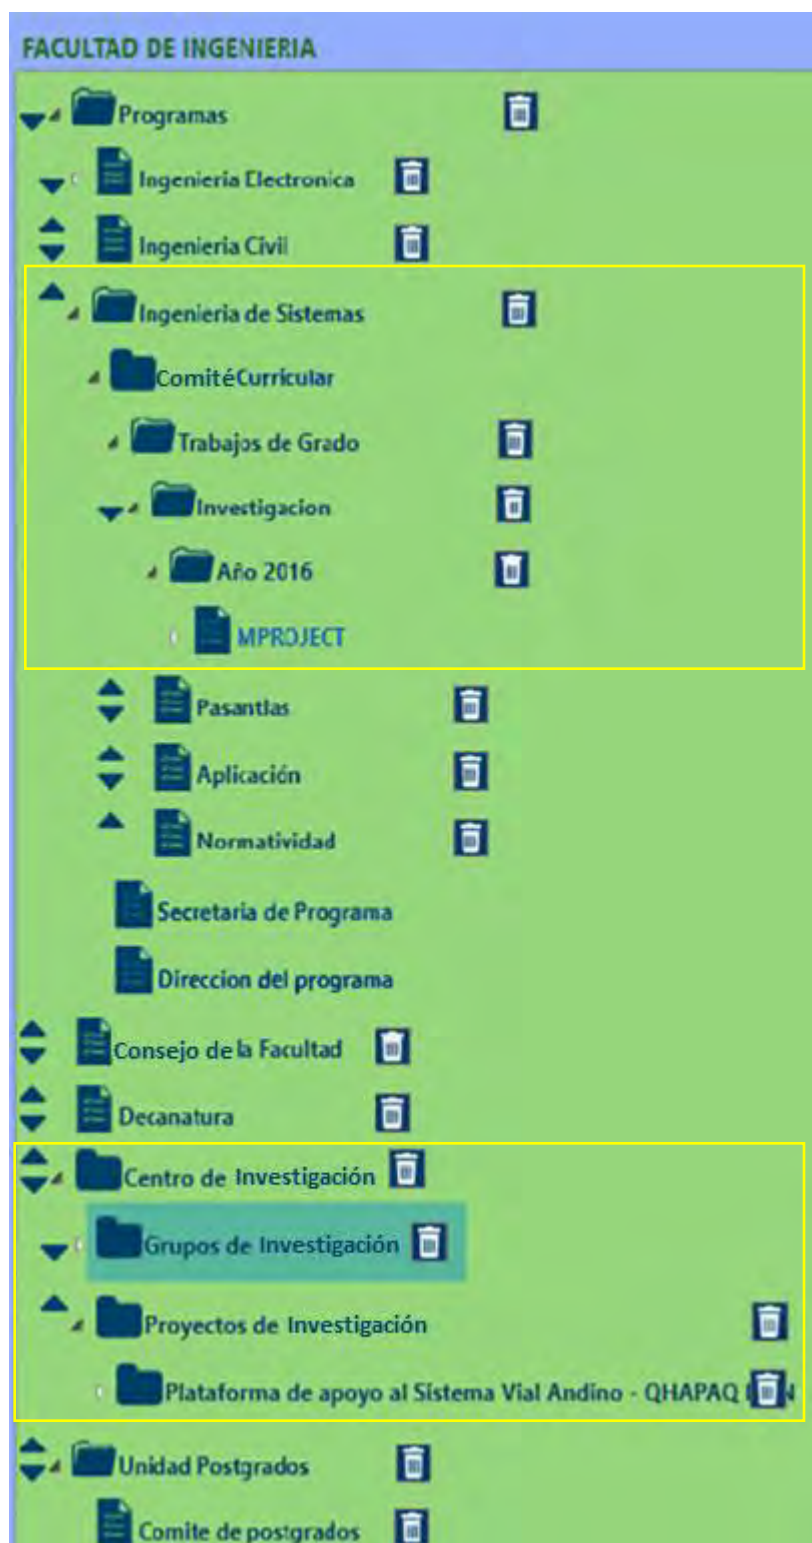 FACULTAD DE INGENIERIA
Programas
Ingenieria Electronica
Ingenieria Civil
Ingenieria de Sistemas
Comité Curricular
Trabajos de Grado
Investigacion
Año 2016
MPROJECT
Pasantias
Aplicación
Normatividad
Secretaria de Programa
Direccion del programa
Consejo de la Facultad
Decanatura
Centro de Investigación
Grupos de Investigación
Proyectos de Investigación
Plataforma de apoyo al Sistema Vial Andino - QHAPAQ
Unidad Postgrados
Comite de postgrados